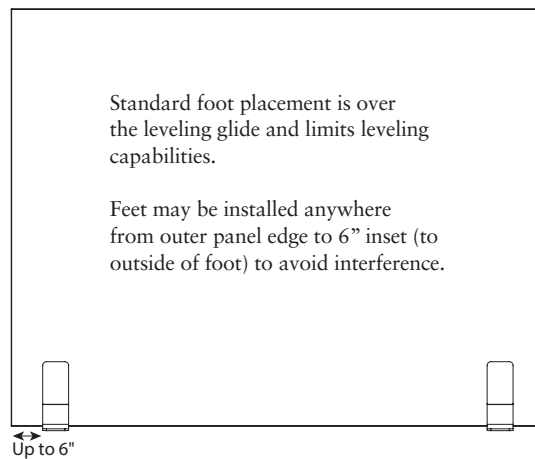 Standard foot placement is over
the leveling glide and limits leveling
capabilities.
Feet may be installed anywhere
from outer panel edge to 6” inset (to
outside of foot) to avoid interference.
Up to 6"